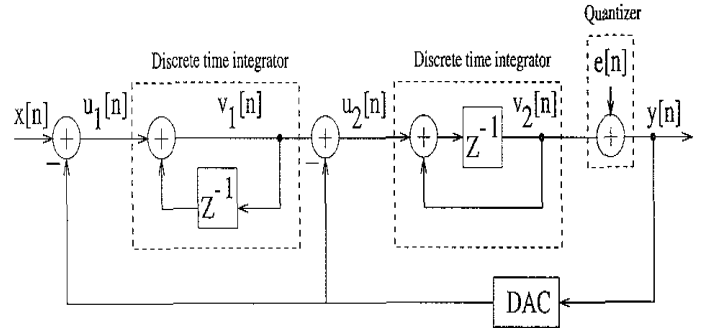 Quantizer
Discrete time integrator
Discrete time integrator
e[n]
x[n]
u₁[n]
v₁[n]
u₂[n]
v₂[n]
y[n]
+
+
+
+
+
−
−
Z⁻¹
Z⁻¹
DAC